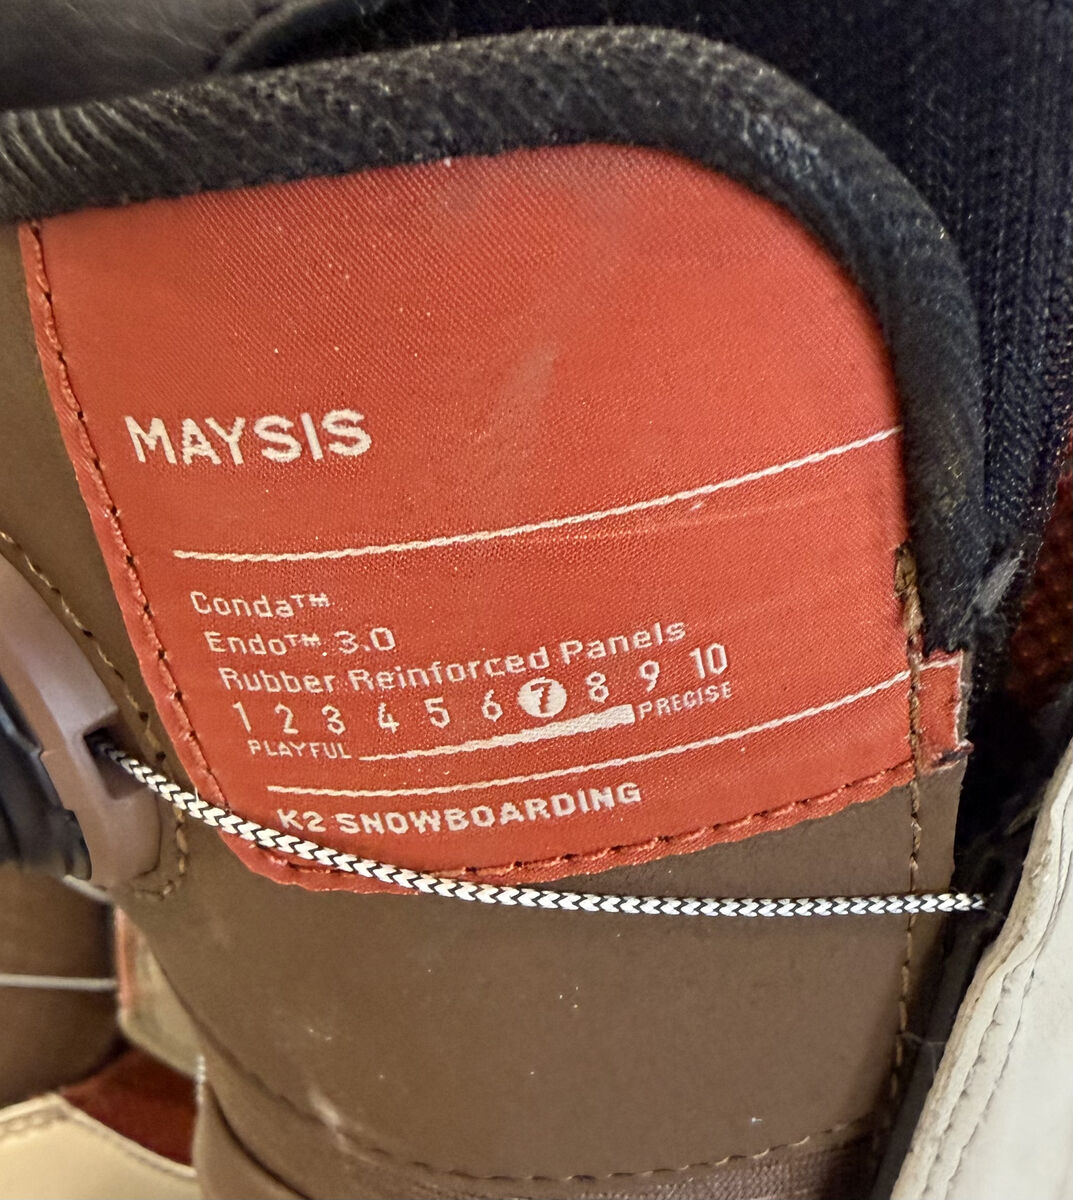 MAYSIS
Conda™
Endo™ 3.0
Rubber Reinforced Panels
1 2 3 4 5 6 7 8 9 10
PLAYFUL PRECISE
K2 SNOWBOARDING